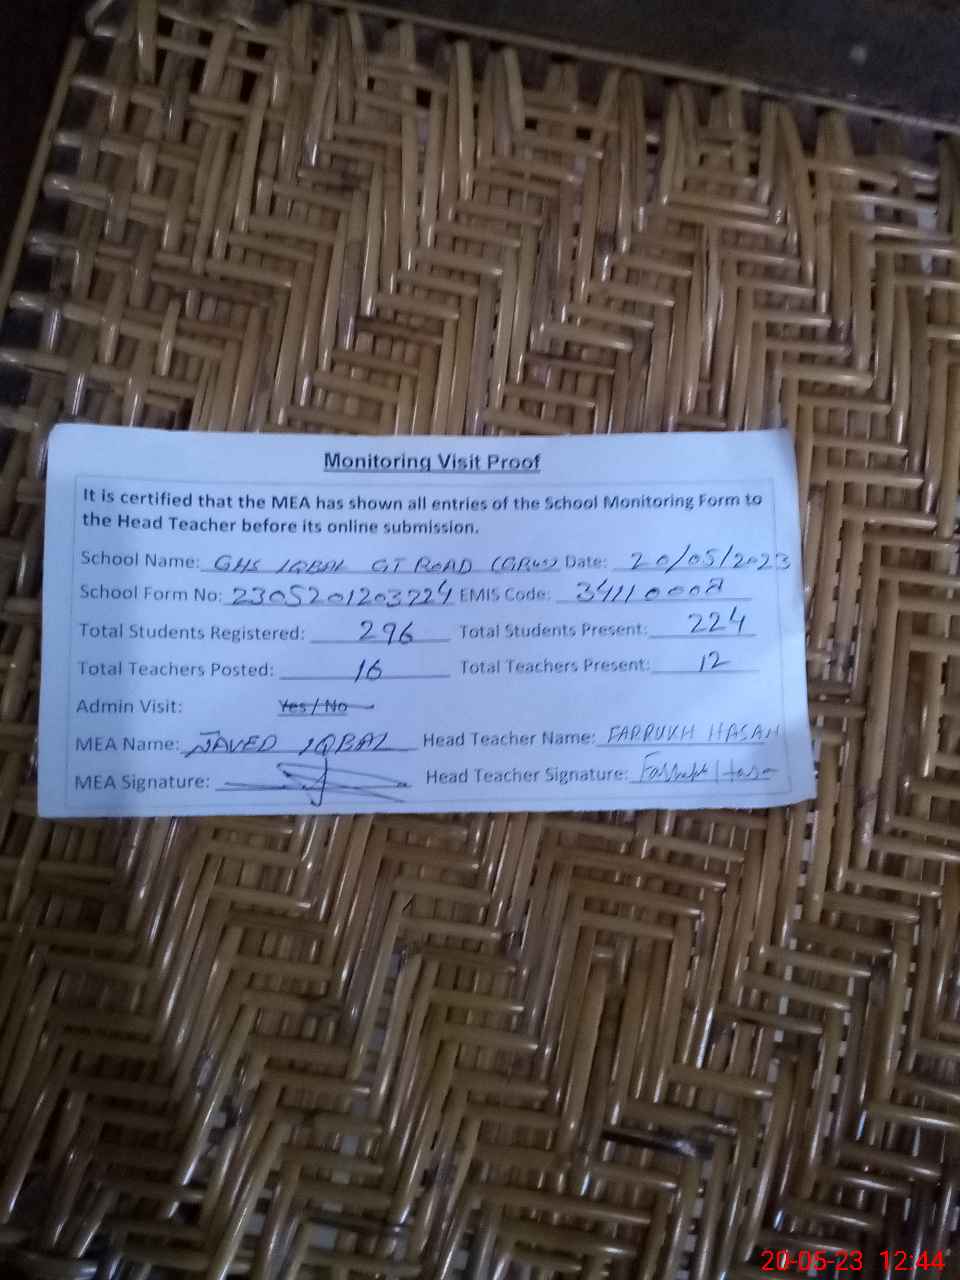 Monitoring Visit Proof
It is certified that the MEA has shown all entries of the School Monitoring Form to
the Head Teacher before its online submission.
School Name: GHS IQBAL GT ROAD Date: 20/05/2023
School Form No: 2305201203224 EMIS Code: 34110008
Total Students Registered: 296 Total Students Present: 224
Total Teachers Posted: 16 Total Teachers Present: 12
Admin Visit: Yes / No
MEA Name: JAVED IQBAL Head Teacher Name: FARRUKH HASAN
MEA Signature: Head Teacher Signature:
20-05-23 12:44